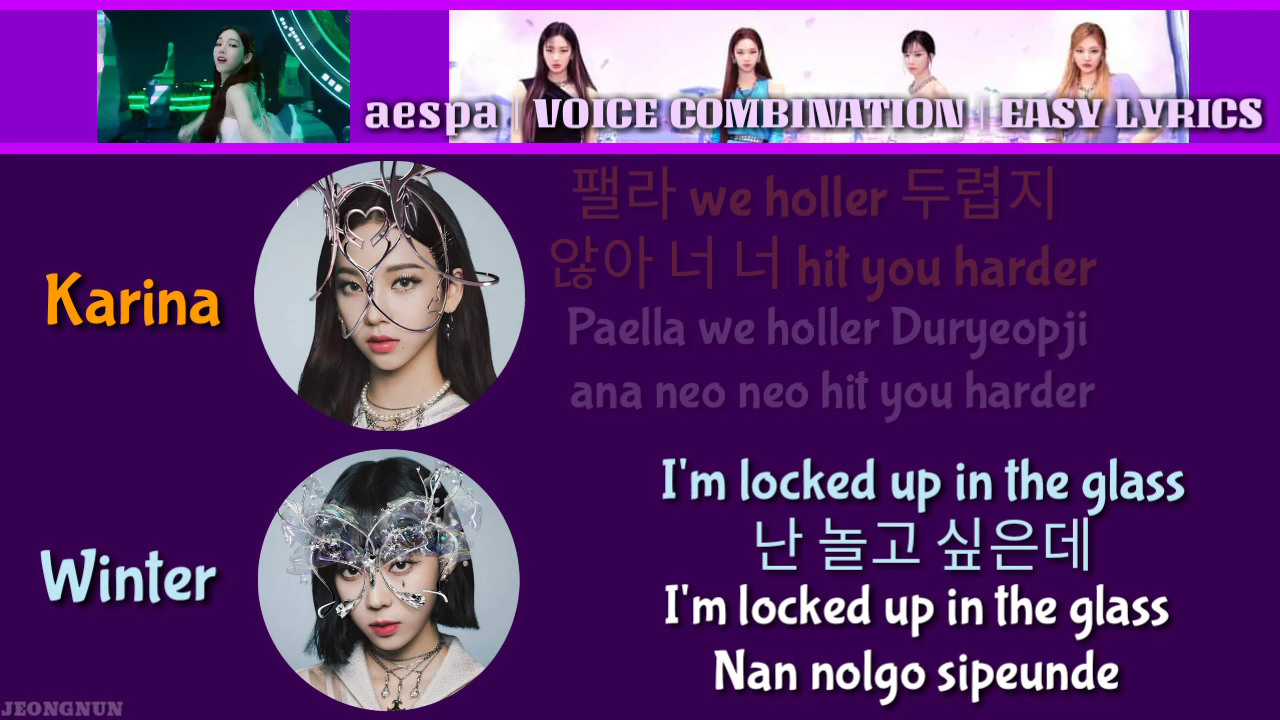 aespa | VOICE COMBINATION | EASY LYRICS
팰라 we holler 두렵지
않아 너 너 hit you harder
Karina
Paella we holler Duryeopji
ana neo neo hit you harder
I'm locked up in the glass
난 놀고 싶은데
Winter
I'm locked up in the glass
Nan nolgo sipeunde
JEONGNUN